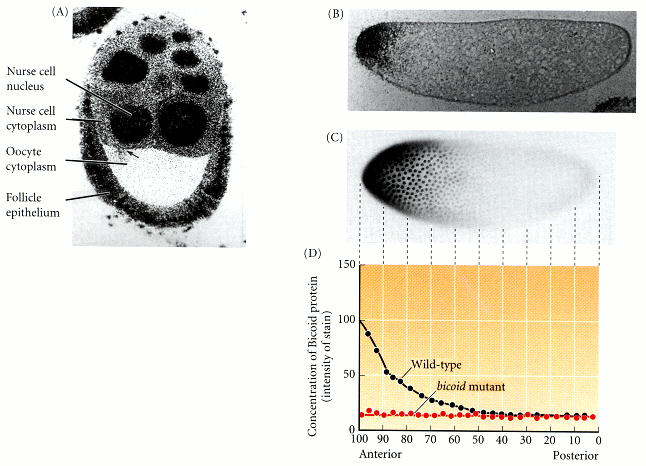 (A)
Nurse cell
nucleus
Nurse cell
cytoplasm
Oocyte
cytoplasm
Follicle
epithelium
(B)
(C)
(D)
Concentration of Bicoid protein
(intensity of stain)
150
100
50
0
Wild-type
bicoid mutant
100 90 80 70 60 50 40 30 20 10 0
Anterior Posterior